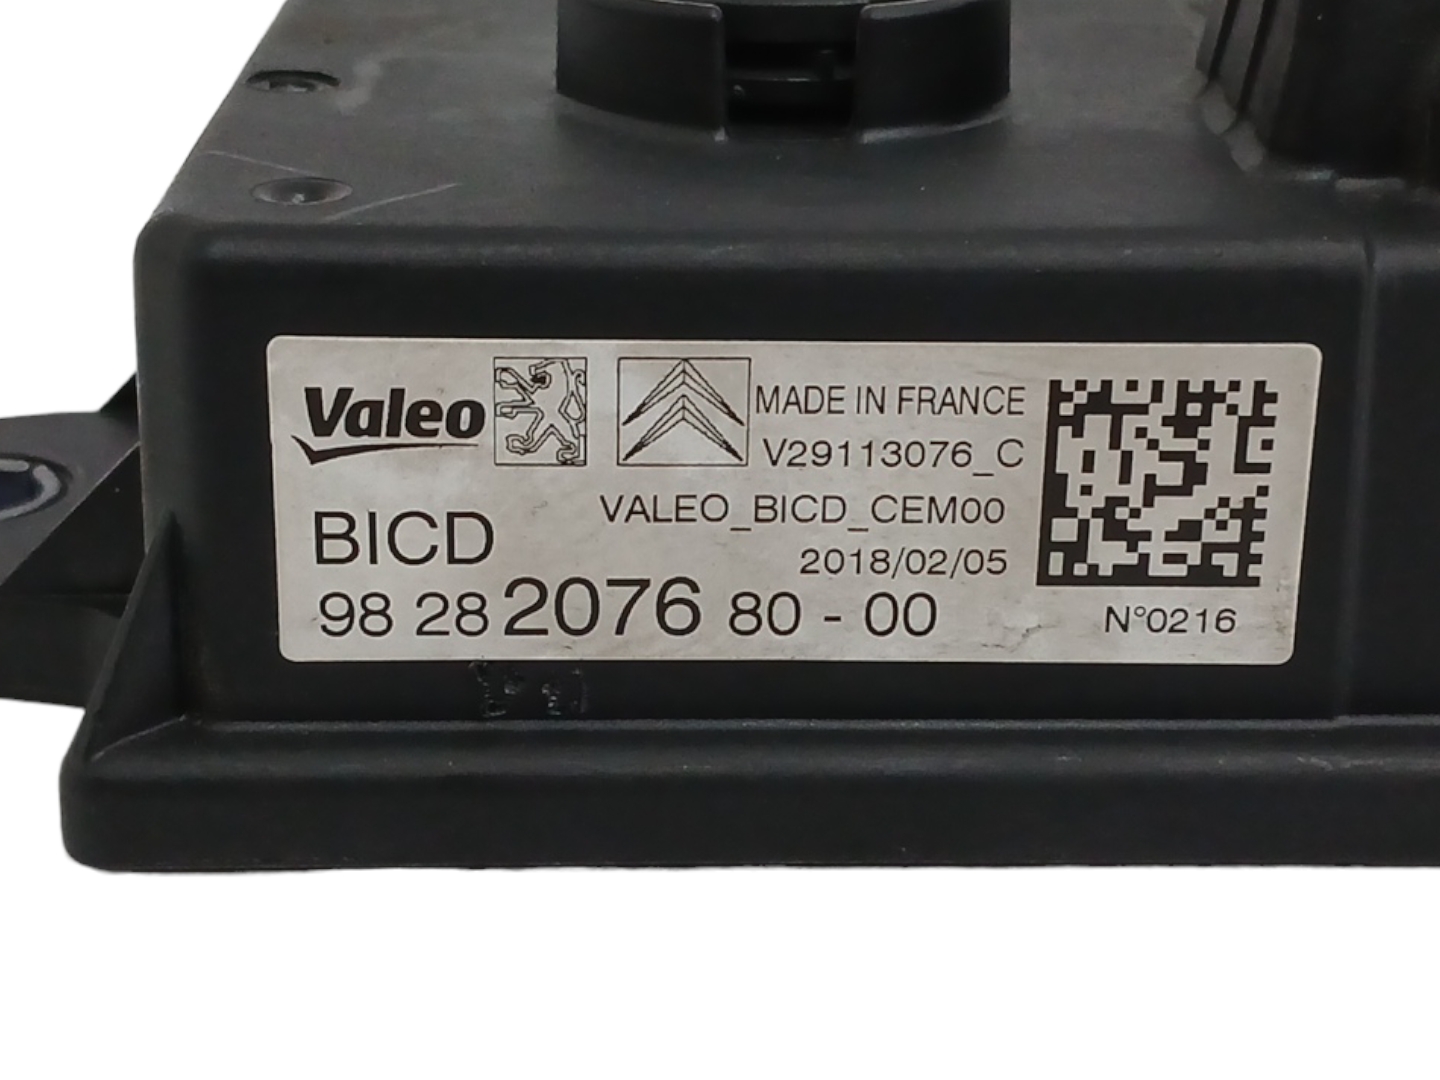 Valeo MADE IN FRANCE
V29113076_C
VALEO_BICD_CEM00
BICD
2018/02/05
98 28 2076 80 - 00
N°0216